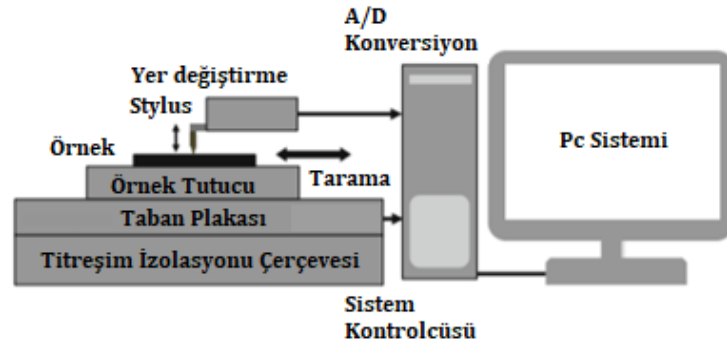 A/D
Konversiyon
Yer değiştirme
Stylus
Örnek
Tarama
Örnek Tutucu
Taban Plakası
Titreşim İzolasyonu Çerçevesi
Pc Sistemi
Sistem
Kontrolcüsü